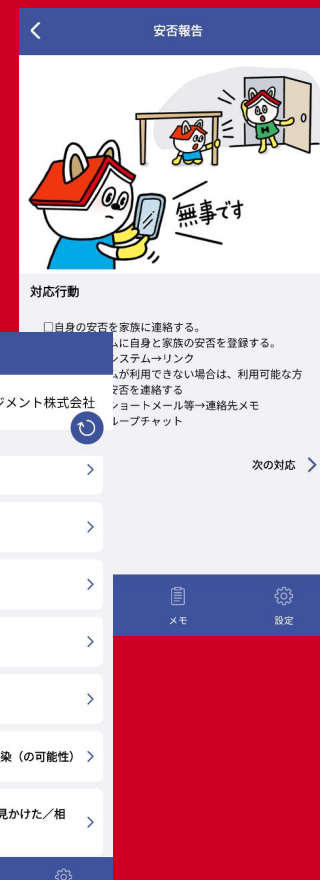 安否報告
無事です
対応行動
□自身の安否を家族に連絡する。
ムに自身と家族の安否を登録する。
システム→リンク
ムが利用できない場合は、利用可能な方
安否を連絡する
ショートメール等→連絡先メモ
ループチャット
次の対応
メモ
設定
ジメント株式会社
染（の可能性）
見かけた／相